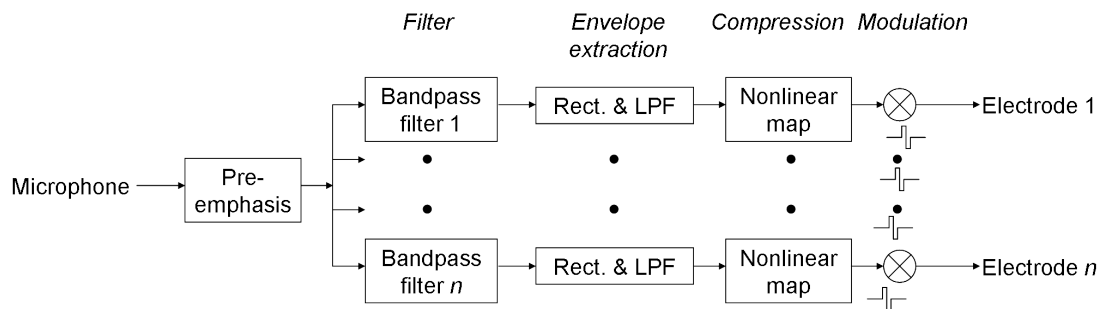 Filter
Envelope
extraction
Compression
Modulation
Bandpass
filter 1
Rect. & LPF
Nonlinear
map
Electrode 1
Microphone
Pre-
emphasis
Bandpass
filter n
Rect. & LPF
Nonlinear
map
Electrode n